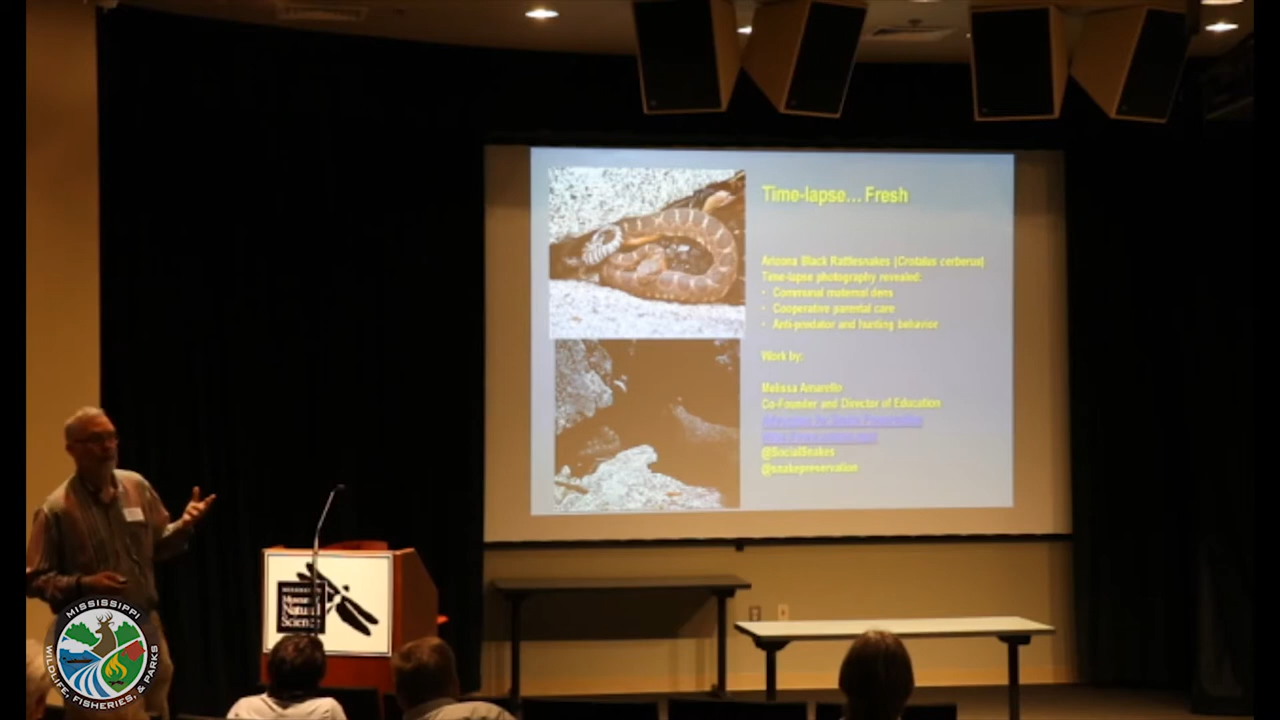 Time-lapse... Fresh
Arizona Black Rattlesnakes (Crotalus cerberus)
Time-lapse photography revealed:
• Communal maternal dens
• Cooperative parental care
• Anti-predator and hunting behavior
Work by:
Melissa Amarello
Co-Founder and Director of Education
@SocialSnakes
@snakepreservation
Museum of
Natural
Science
MISSISSIPPI
WILDLIFE, FISHERIES, & PARKS